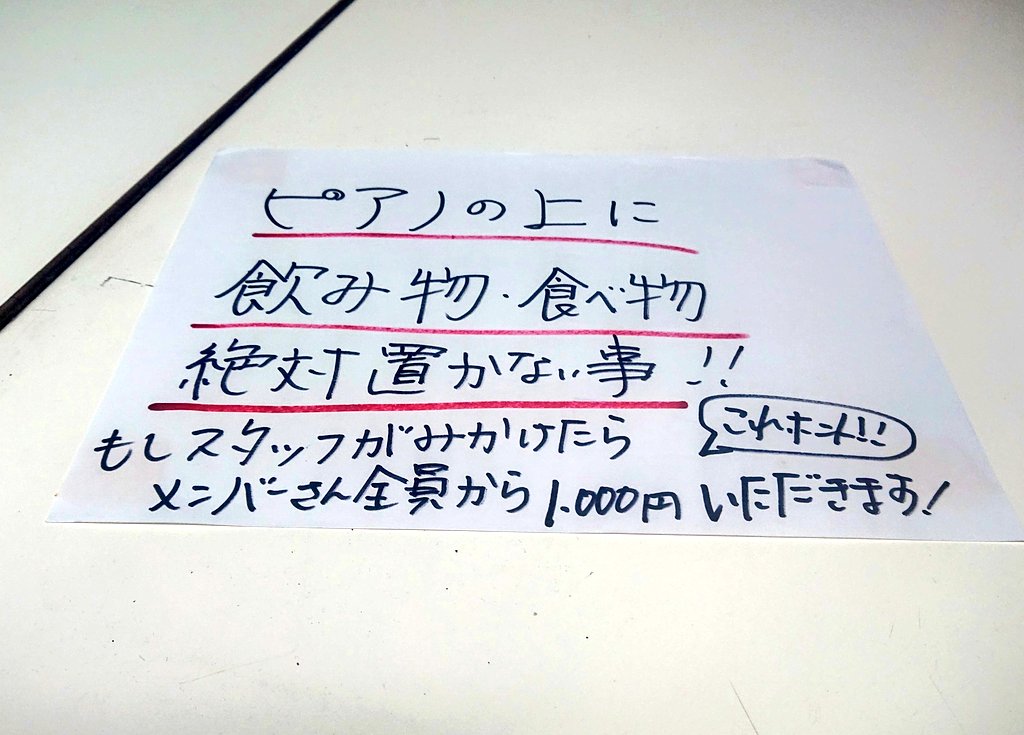 ピアノの上に
飲み物・食べ物
絶対置かない事!!
これホント!!
もしスタッフがみかけたら
メンバーさん全員から1.000円いただきます!